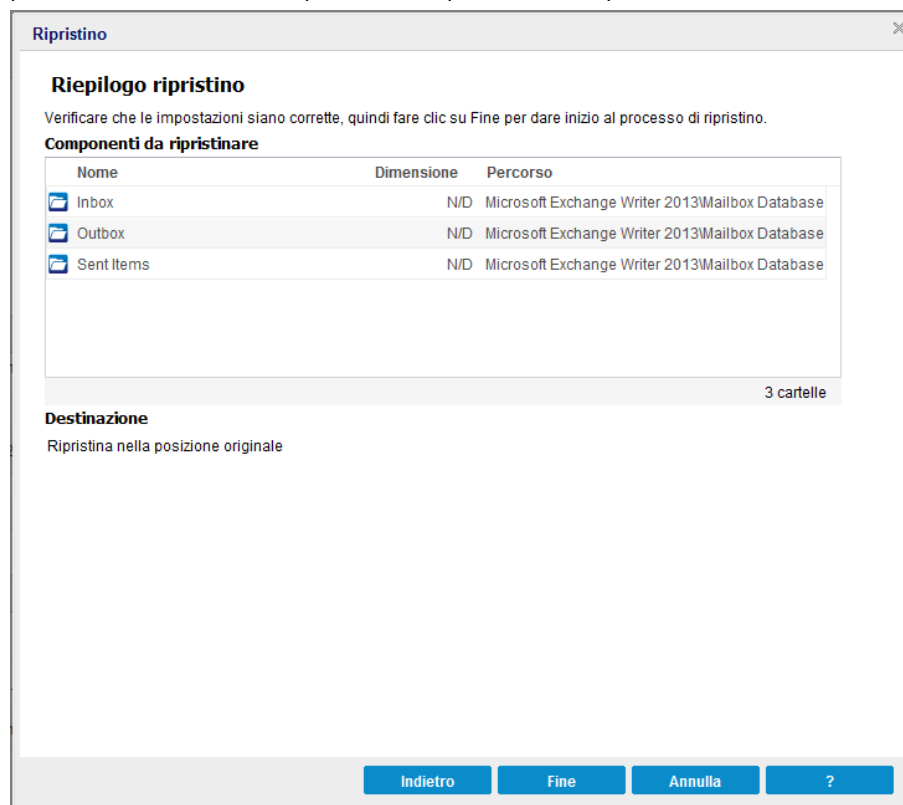 Ripristino
Riepilogo ripristino
Verificare che le impostazioni siano corrette, quindi fare clic su Fine per dare inizio al processo di ripristino.
Componenti da ripristinare
Nome Dimensione Percorso
Inbox N/D Microsoft Exchange Writer 2013\Mailbox Database
Outbox N/D Microsoft Exchange Writer 2013\Mailbox Database
Sent Items N/D Microsoft Exchange Writer 2013\Mailbox Database
3 cartelle
Destinazione
Ripristina nella posizione originale
Indietro Fine Annulla ?